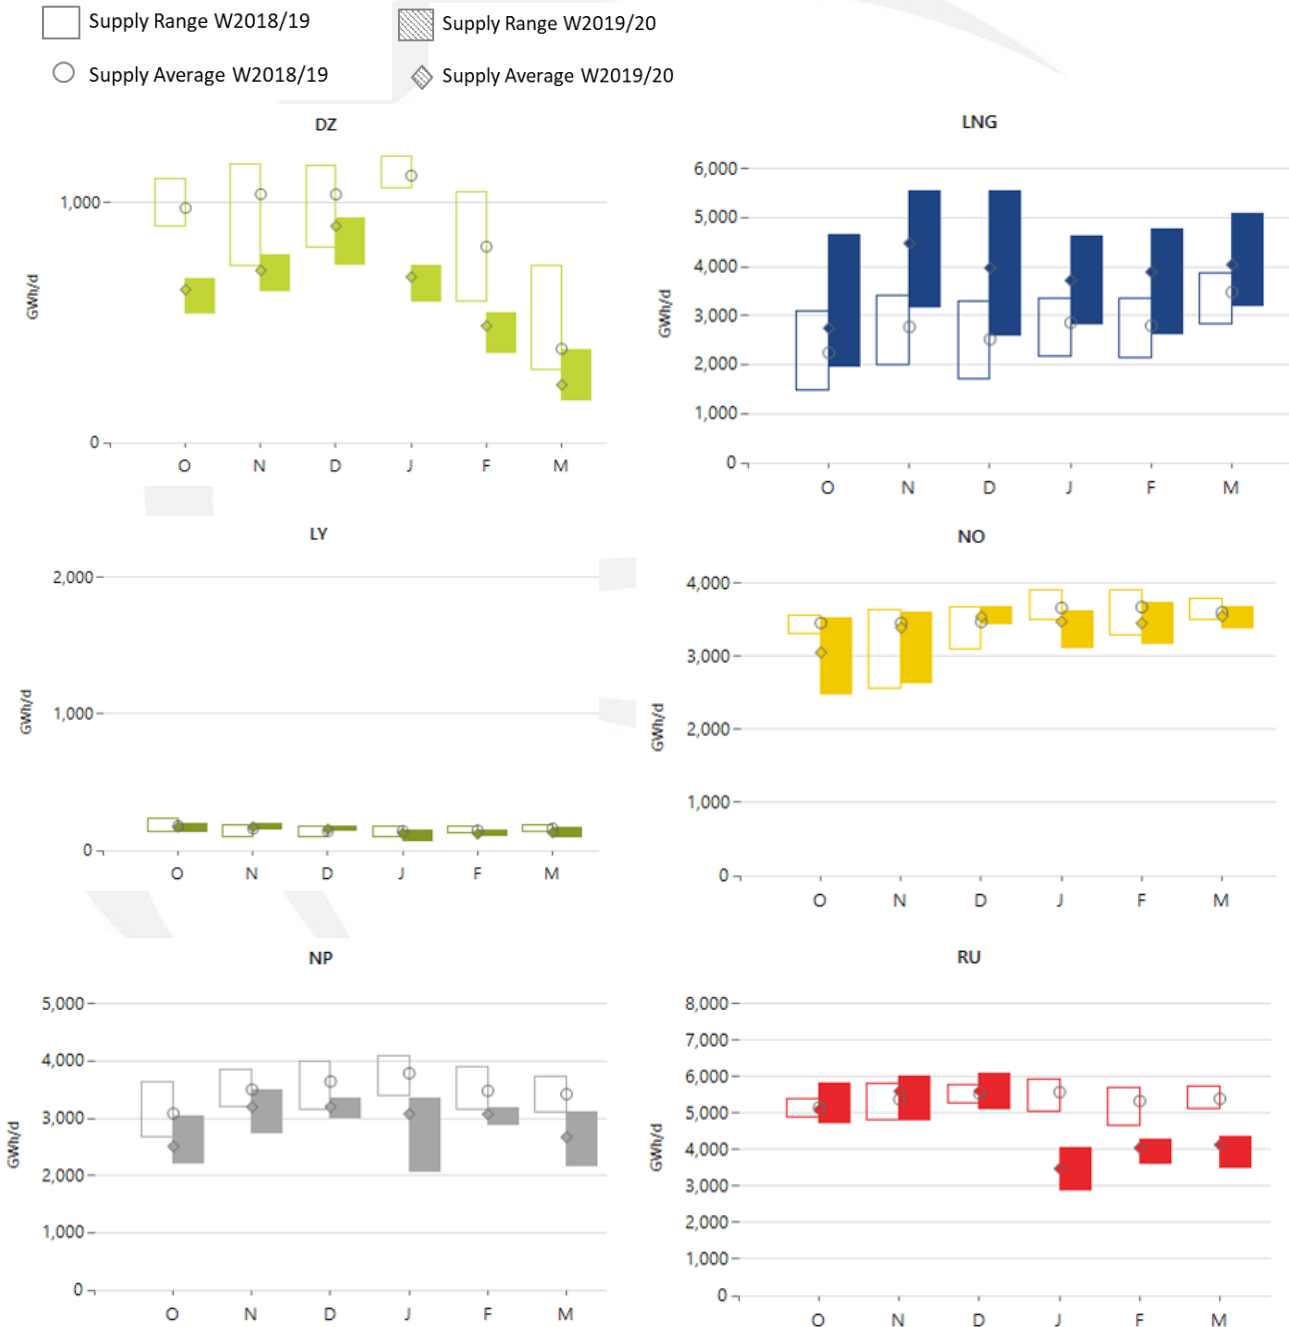 Supply Range W2018/19
Supply Range W2019/20
Supply Average W2018/19
Supply Average W2019/20
DZ
GWh/d
1,000
0
O N D J F M
LNG
GWh/d
6,000
5,000
4,000
3,000
2,000
1,000
0
O N D J F M
LY
GWh/d
2,000
1,000
0
O N D J F M
NO
GWh/d
4,000
3,000
2,000
1,000
0
O N D J F M
NP
GWh/d
5,000
4,000
3,000
2,000
1,000
0
O N D J F M
RU
GWh/d
8,000
7,000
6,000
5,000
4,000
3,000
2,000
1,000
0
O N D J F M